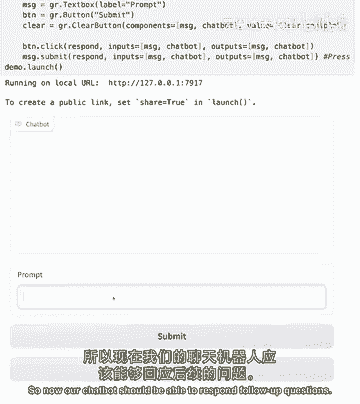 msg = gr.Textbox(label="Prompt")
btn = gr.Button("Submit")
clear = gr.ClearButton(components=[msg, chatbot],
btn.click(respond, inputs=[msg, chatbot], outputs=[msg, chatbot])
msg.submit(respond, inputs=[msg, chatbot], outputs=[msg, chatbot]) #Press
demo.launch()
Running on local URL: http://127.0.0.1:7917
To create a public link, set `share=True` in `launch()`.
Chatbot
Prompt
Submit
所以现在我们的聊天机器人应
该能够回应后续的问题。
So now our chatbot should be able to respond follow-up questions.